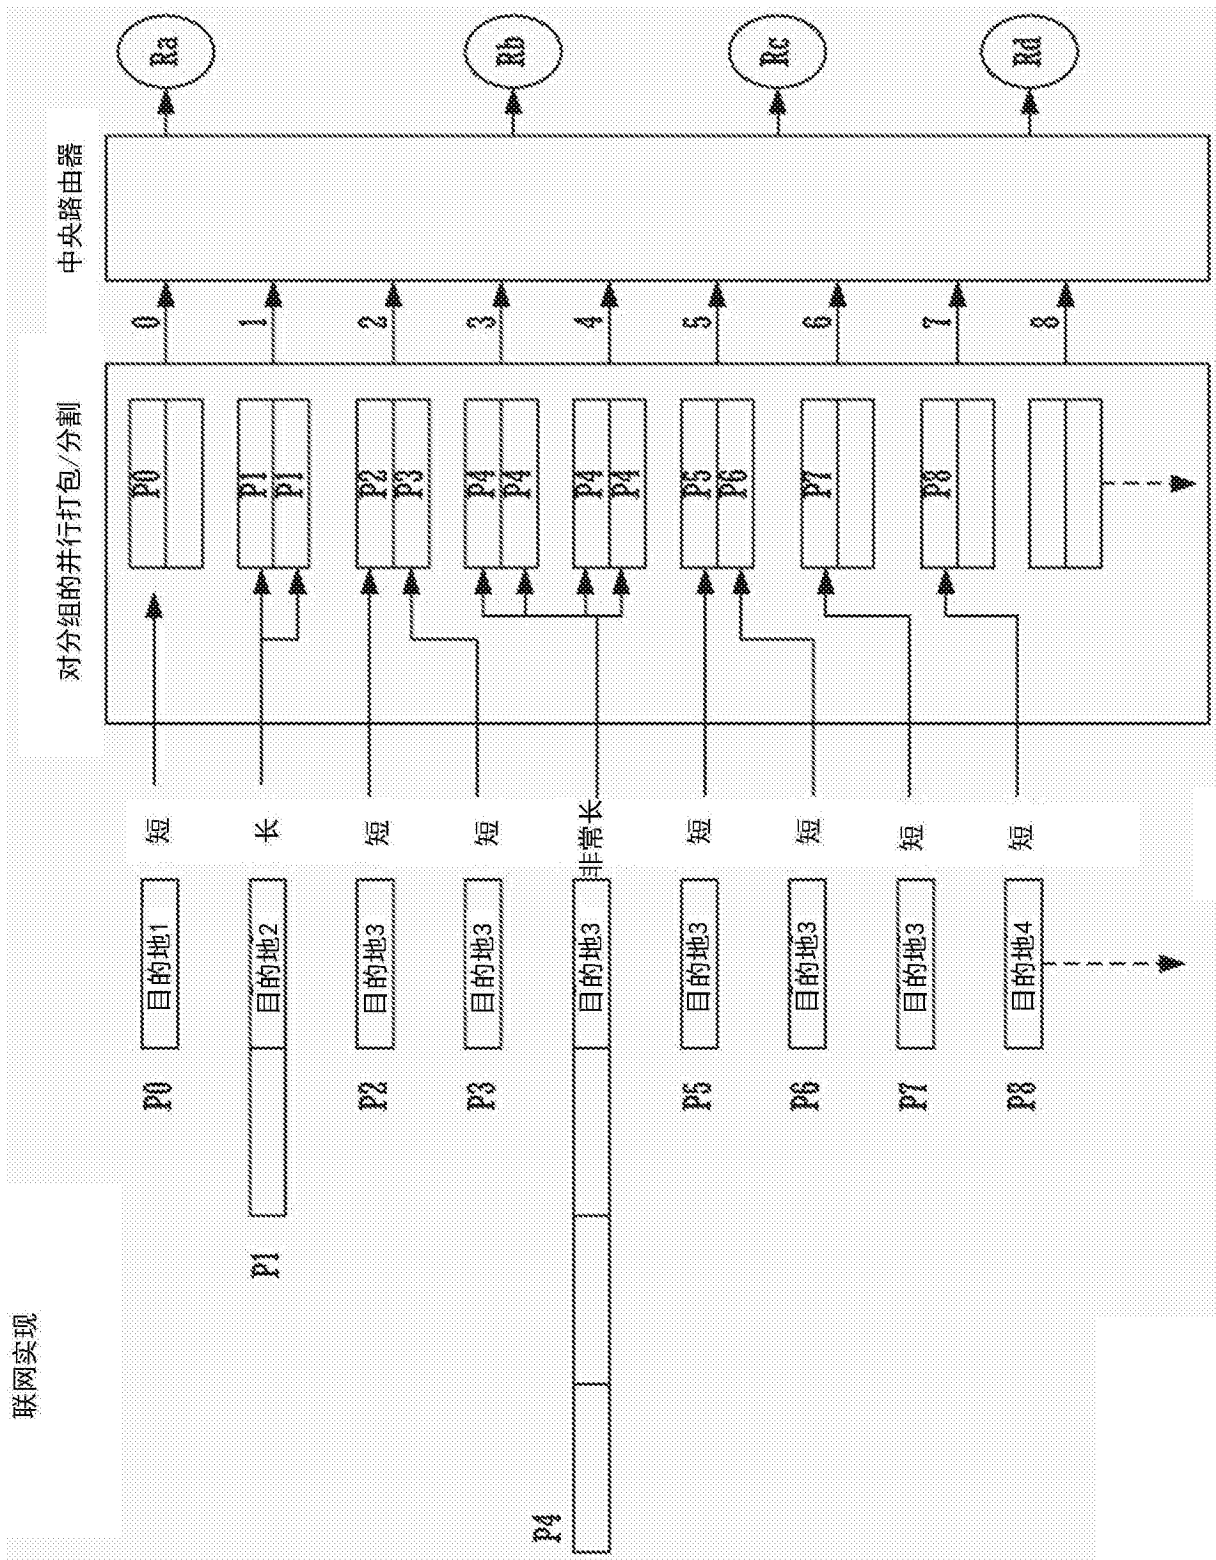 联网实现
对分组的并行打包/分割
中央路由器
P0
目的地1
短
P0
0
Ra
P1
目的地2
长
P1
P1
1
P2
目的地3
短
P2
P3
2
P3
目的地3
短
P4
P4
3
Rb
P4
目的地3
非常长
P4
P4
4
P5
目的地3
短
P5
P6
5
Rc
P6
目的地3
短
P7
6
P7
目的地3
短
P8
7
P8
目的地4
短
8
Rd